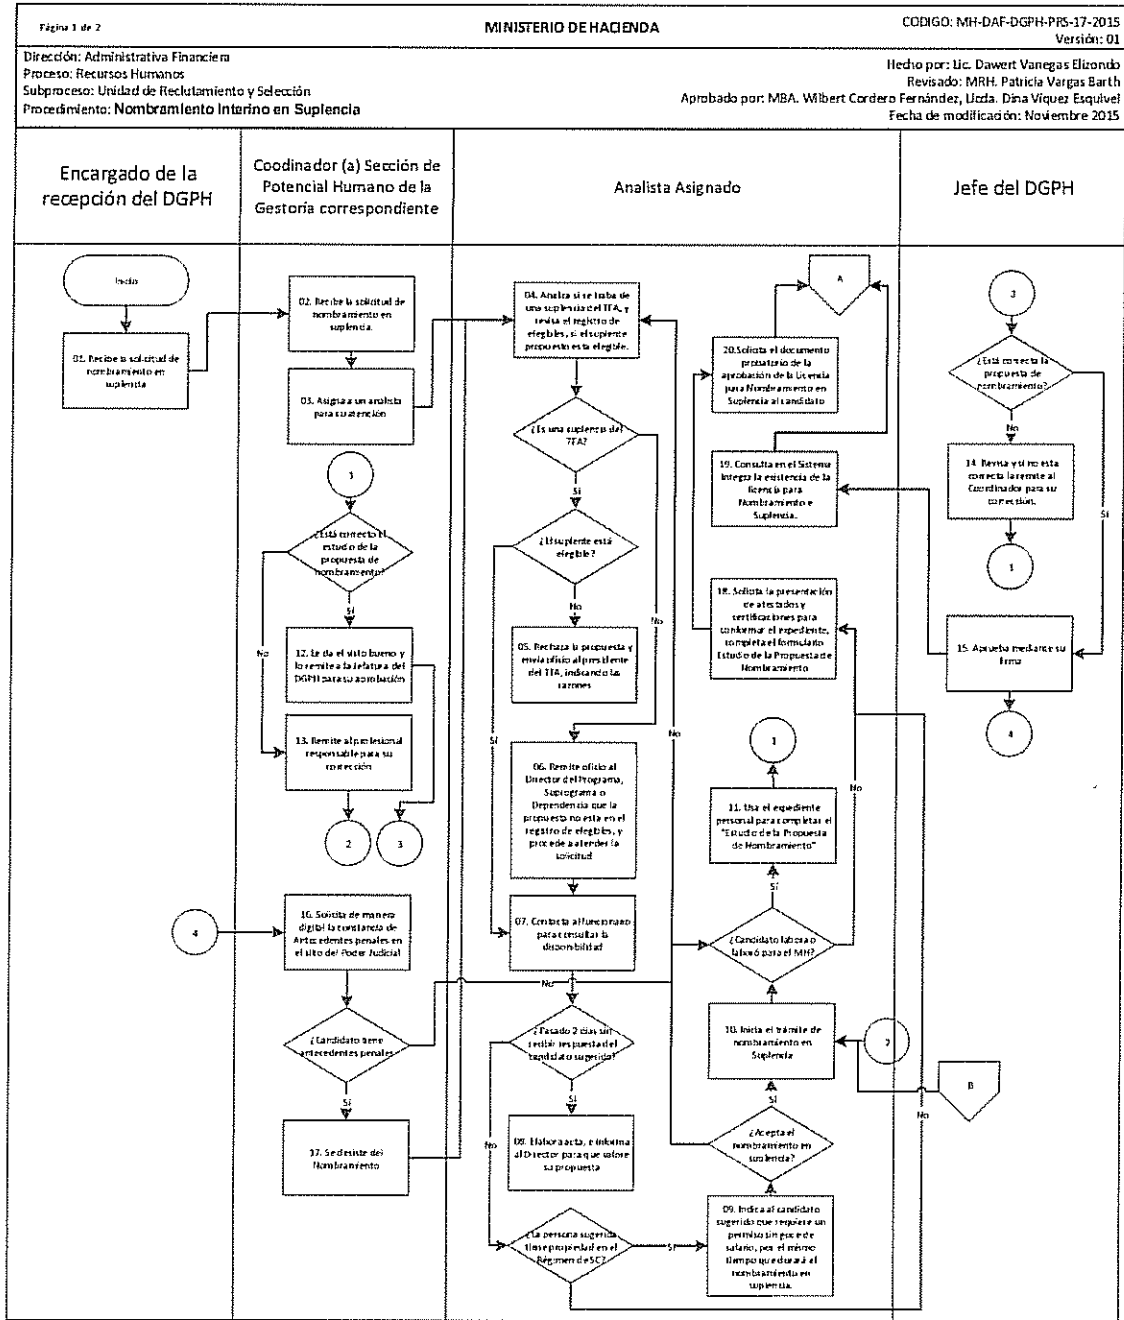 Página 1 de 2
MINISTERIO DE HACIENDA
CODIGO: MH-DAF-DGPH-PRS-17-2015
Versión: 01
Dirección: Administrativa Financiera
Proceso: Recursos Humanos
Subproceso: Unidad de Reclutamiento y Selección
Procedimiento: Nombramiento Interino en Suplencia
Hecho por: Lic. Dawert Vanegas Elizondo
Revisado: MRH. Patricia Vargas Barth
Aprobado por: MBA. Wilbert Cordero Fernández, Licda. Dina Víquez Esquivel
Fecha de modificación: Noviembre 2015
Encargado de la
recepción del DGPH
Coodinador (a) Sección de
Potencial Humano de la
Gestoría correspondiente
Analista Asignado
Jefe del DGPH
Inicio
01. Recibe la solicitud de
nombramiento en
suplencia
02. Recibe la solicitud de
nombramiento en
suplencia.
03. Asigna a un analista
para su atención
1
¿Está correcto el
estudio de la
propuesta de
nombramiento?
Sí
No
12. Le da el visto bueno y
lo remite a la Jefatura del
DGPH para su aprobación
13. Remite al profesional
responsable para su
corrección
2
3
4
16. Solicita de manera
digital la constancia de
Antecedentes penales en
el sitio del Poder Judicial
¿Candidato tiene
antecedentes penales
Sí
No
17. Se desiste del
Nombramiento
04. Analiza si se trata de
una suplencia del TFA, y
revisa el registro de
elegibles, si el suplente
propuesto esta elegible.
¿Es una suplencia del
TFA?
Sí
No
¿El suplente está
elegible?
No
Sí
05. Rechaza la propuesta y
envía oficio al presidente
del TFA, indicando las
razones
06. Remite oficio al
Director del Programa,
Suprograma o
Dependencia que la
propuesta no esta en el
registro de elegibles, y
procede a atender la
solicitud
07. Contacta al funcionario
para consultar la
disponibilidad
¿Pasado 2 días sin
recibir respuesta del
candidato sugerido?
Sí
No
08. Elabora acta, e informa
al Director para que valore
su propuesta
¿La persona sugerida
tiene propiedad en el
Régimen de SC?
Sí
No
09. Indica al candidato
sugerido que requiere un
permiso sin goce de
salario, por el mismo
tiempo que durará el
nombramiento en
suplencia.
¿Acepta el
nombramiento en
suplencia?
Sí
No
10. Inicia el trámite de
nombramiento en
Suplencia
2
B
¿Candidato labora o
laboró para el MH?
Sí
No
11. Usa el expediente
personal para completar el
"Estudio de la Propuesta
de Nombramiento"
1
18. Solicita la presentación
de atestados y
certificaciones para
conformar el expediente,
completa el formulario
Estudio de la Propuesta de
Nombramiento
19. Consulta en el Sistema
Integra la existencia de la
licencia para
Nombramiento e
Suplencia.
20.Solicita el documento
probatorio de la
aprobación de la Licencia
para Nombramiento en
Suplencia al candidato
A
3
¿Está correcta la
propuesta de
nombramiento?
No
Sí
14. Revisa y si no esta
correcta la remite al
Coordinador para su
corrección.
1
15. Aprueba mediante su
firma
4